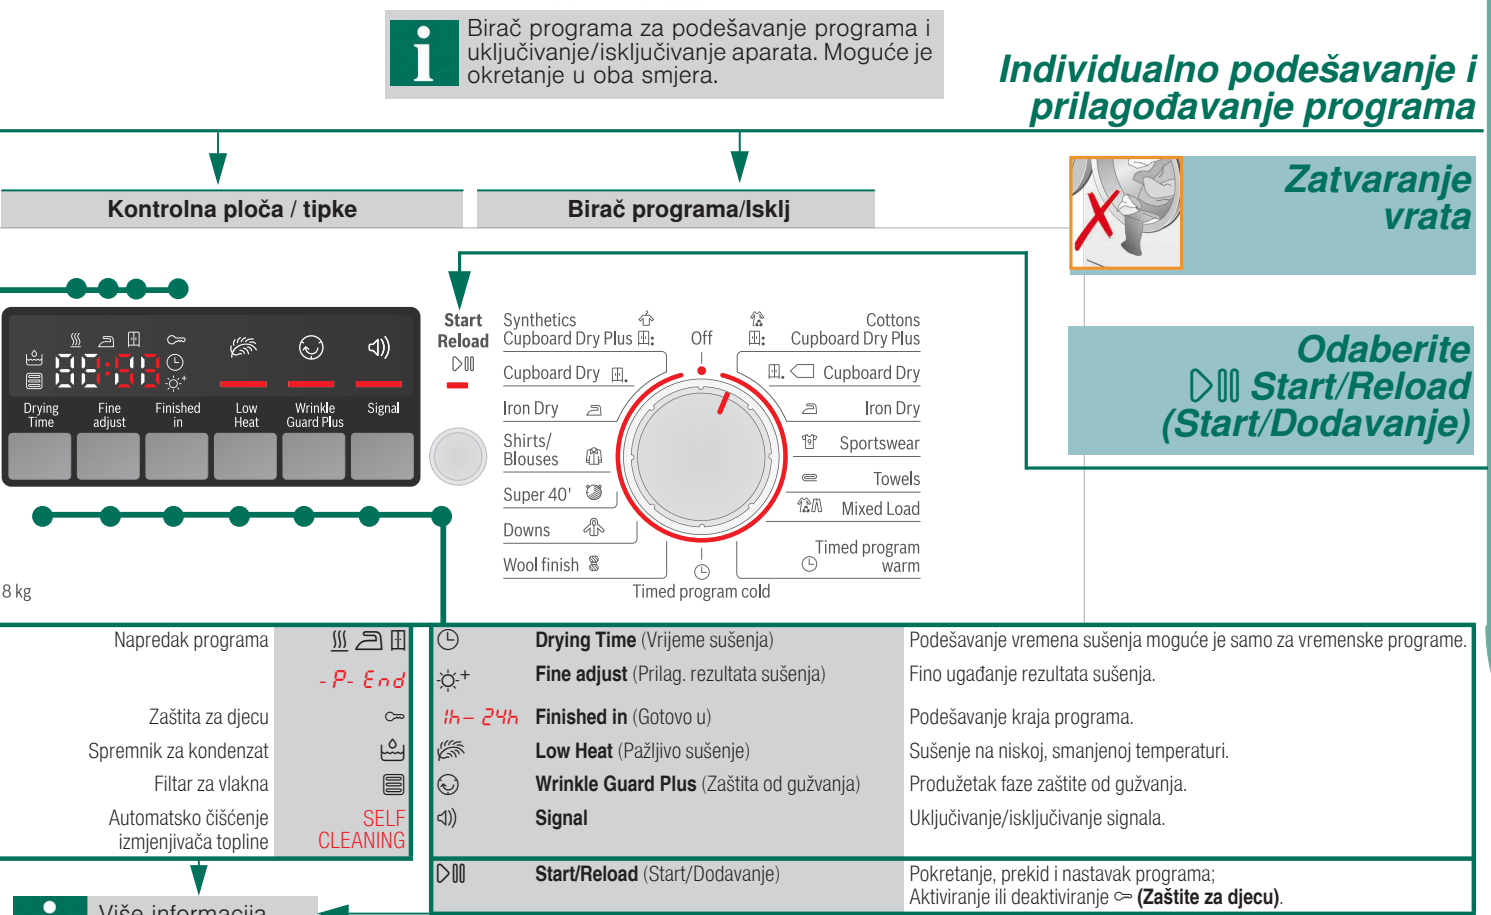 Birač programa za podešavanje programa i
uključivanje/isključivanje aparata. Moguće je
okretanje u oba smjera.
Individualno podešavanje i
prilagođavanje programa
Kontrolna ploča / tipke
Birač programa/Isklj
Zatvaranje
vrata
Odaberite
Start/Reload
(Start/Dodavanje)
Drying
Time
Fine
adjust
Finished
in
Low
Heat
Wrinkle
Guard Plus
Signal
Start
Reload
Synthetics
Cupboard Dry Plus
Cupboard Dry
Iron Dry
Shirts/
Blouses
Super 40'
Downs
Wool finish
Off
Cottons
Cupboard Dry Plus
Cupboard Dry
Iron Dry
Sportswear
Towels
Mixed Load
Timed program
warm
Timed program cold
8 kg
Napredak programa
- P- End
Zaštita za djecu
Spremnik za kondenzat
Filtar za vlakna
Automatsko čišćenje SELF
izmjenjivača topline CLEANING
Drying Time (Vrijeme sušenja) Podešavanje vremena sušenja moguće je samo za vremenske programe.
Fine adjust (Prilag. rezultata sušenja) Fino ugađanje rezultata sušenja.
1h – 24h Finished in (Gotovo u) Podešavanje kraja programa.
Low Heat (Pažljivo sušenje) Sušenje na niskoj, smanjenoj temperaturi.
Wrinkle Guard Plus (Zaštita od gužvanja) Produžetak faze zaštite od gužvanja.
Signal Uključivanje/isključivanje signala.
Start/Reload (Start/Dodavanje) Pokretanje, prekid i nastavak programa;
Aktiviranje ili deaktiviranje (Zaštite za djecu).
Više informacija